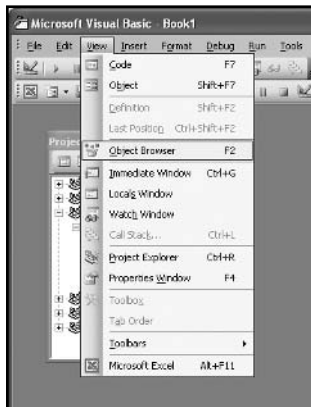 Microsoft Visual Basic - Book1
File Edit View Insert Format Debug Run Tools
Code F7
Object Shift+F7
Definition Shift+F2
Last Position Ctrl+Shift+F2
Object Browser F2
Immediate Window Ctrl+G
Locals Window
Watch Window
Call Stack... Ctrl+L
Project Explorer Ctrl+R
Properties Window F4
Toolbox
Tab Order
Toolbars
Microsoft Excel Alt+F11